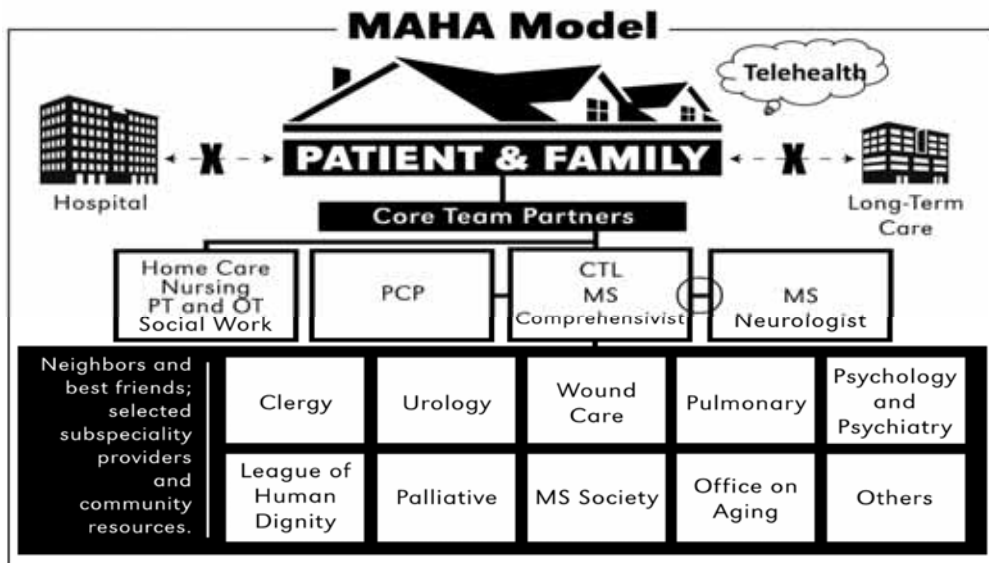 MAHA Model
Telehealth
PATIENT & FAMILY
X
X
Hospital
Long-Term
Care
Core Team Partners
Home Care
Nursing
PT and OT
Social Work
PCP
CTL
MS
Comprehensivist
MS
Neurologist
Neighbors and
best friends;
selected
subspeciality
providers
and
community
resources.
Clergy
Urology
Wound
Care
Pulmonary
Psychology
and
Psychiatry
League of
Human
Dignity
Palliative
MS Society
Office on
Aging
Others